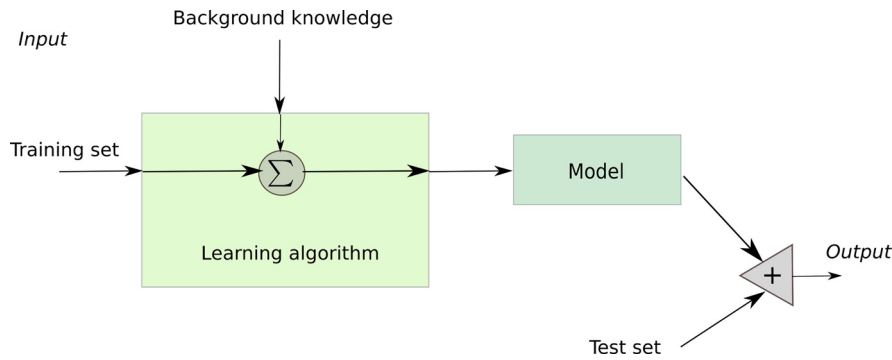 Background knowledge
Input
Training set
∑
Model
Learning algorithm
Output
+
Test set